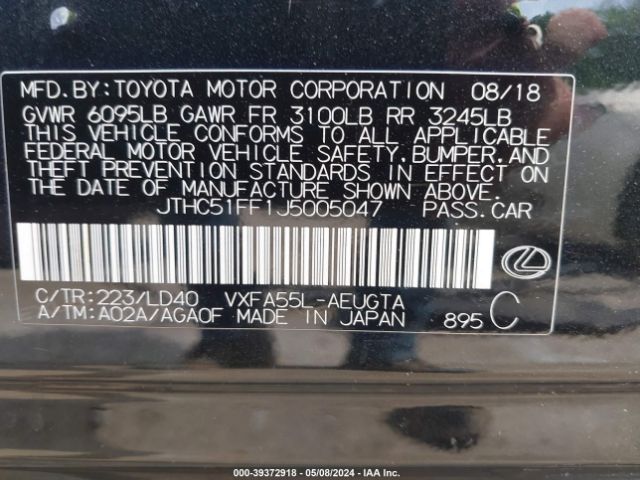 MFD.BY:TOYOTA MOTOR CORPORATION 08/18
GVWR 6095LB GAWR FR 3100LB RR 3245LB
THIS VEHICLE CONFORMS TO ALL APPLICABLE
FEDERAL MOTOR VEHICLE SAFETY,BUMPER,AND
THEFT PREVENTION STANDARDS IN EFFECT ON
THE DATE OF MANUFACTURE SHOWN ABOVE.
JTHC51FF1J5005047 PASS.CAR
C/TR:223/LD40 VXFA55L-AEUGTA
A/TM:A02A/AGA0F MADE IN JAPAN 895 C
000-39372918 - 05/08/2024 - IAA Inc.